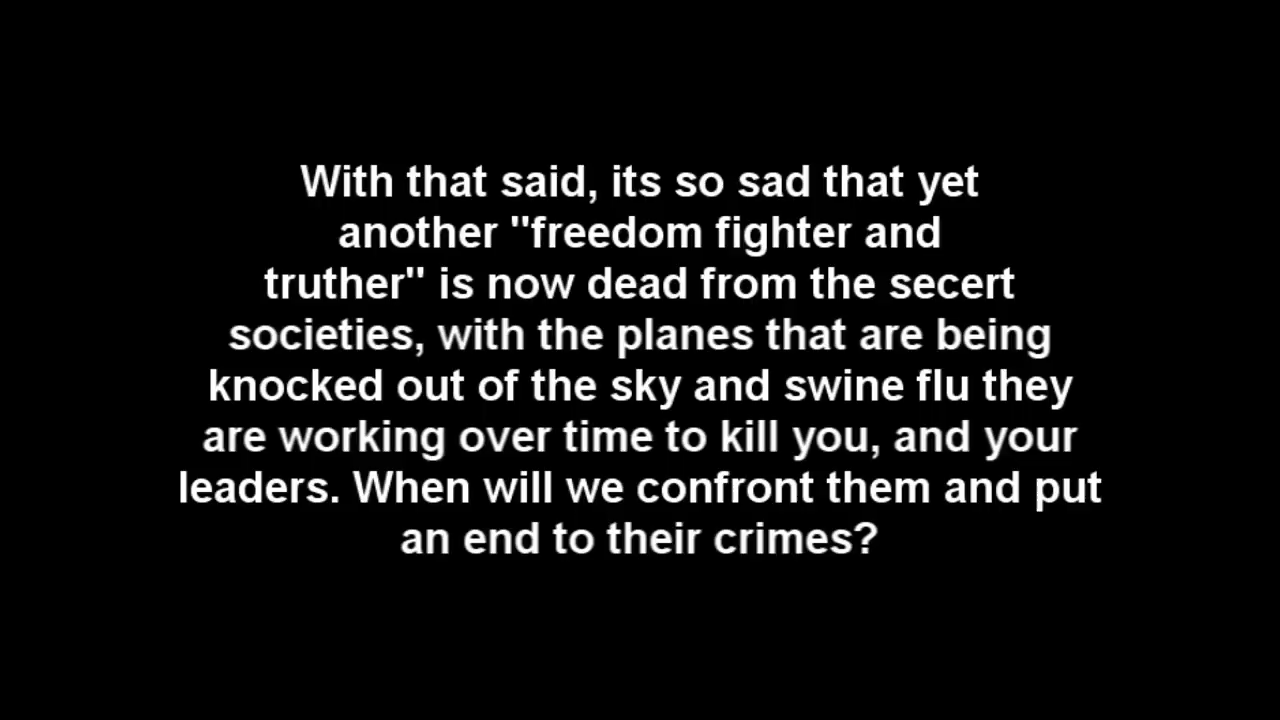 With that said, its so sad that yet
another "freedom fighter and
truther" is now dead from the secert
societies, with the planes that are being
knocked out of the sky and swine flu they
are working over time to kill you, and your
leaders. When will we confront them and put
an end to their crimes?